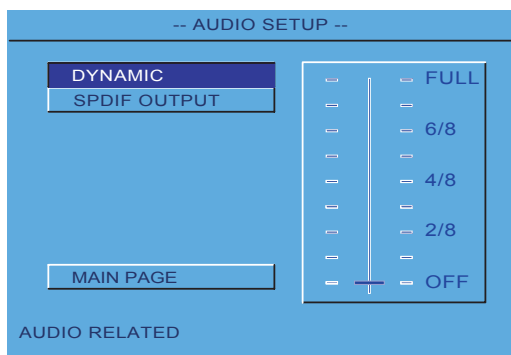 -- AUDIO SETUP --
DYNAMIC
SPDIF OUTPUT
MAIN PAGE
FULL
6/8
4/8
2/8
OFF
AUDIO RELATED